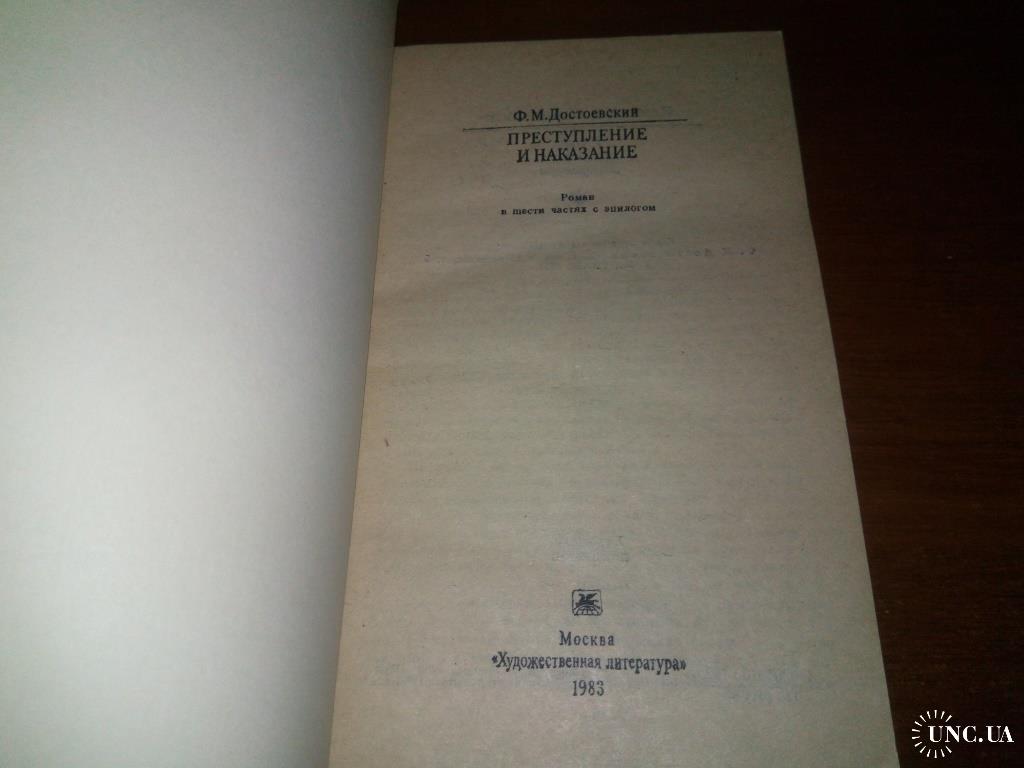 Ф.М.Достоевский
ПРЕСТУПЛЕНИЕ
И НАКАЗАНИЕ
Роман
в шести частях с эпилогом
Москва
«Художественная литература»
1983
UNC.UA